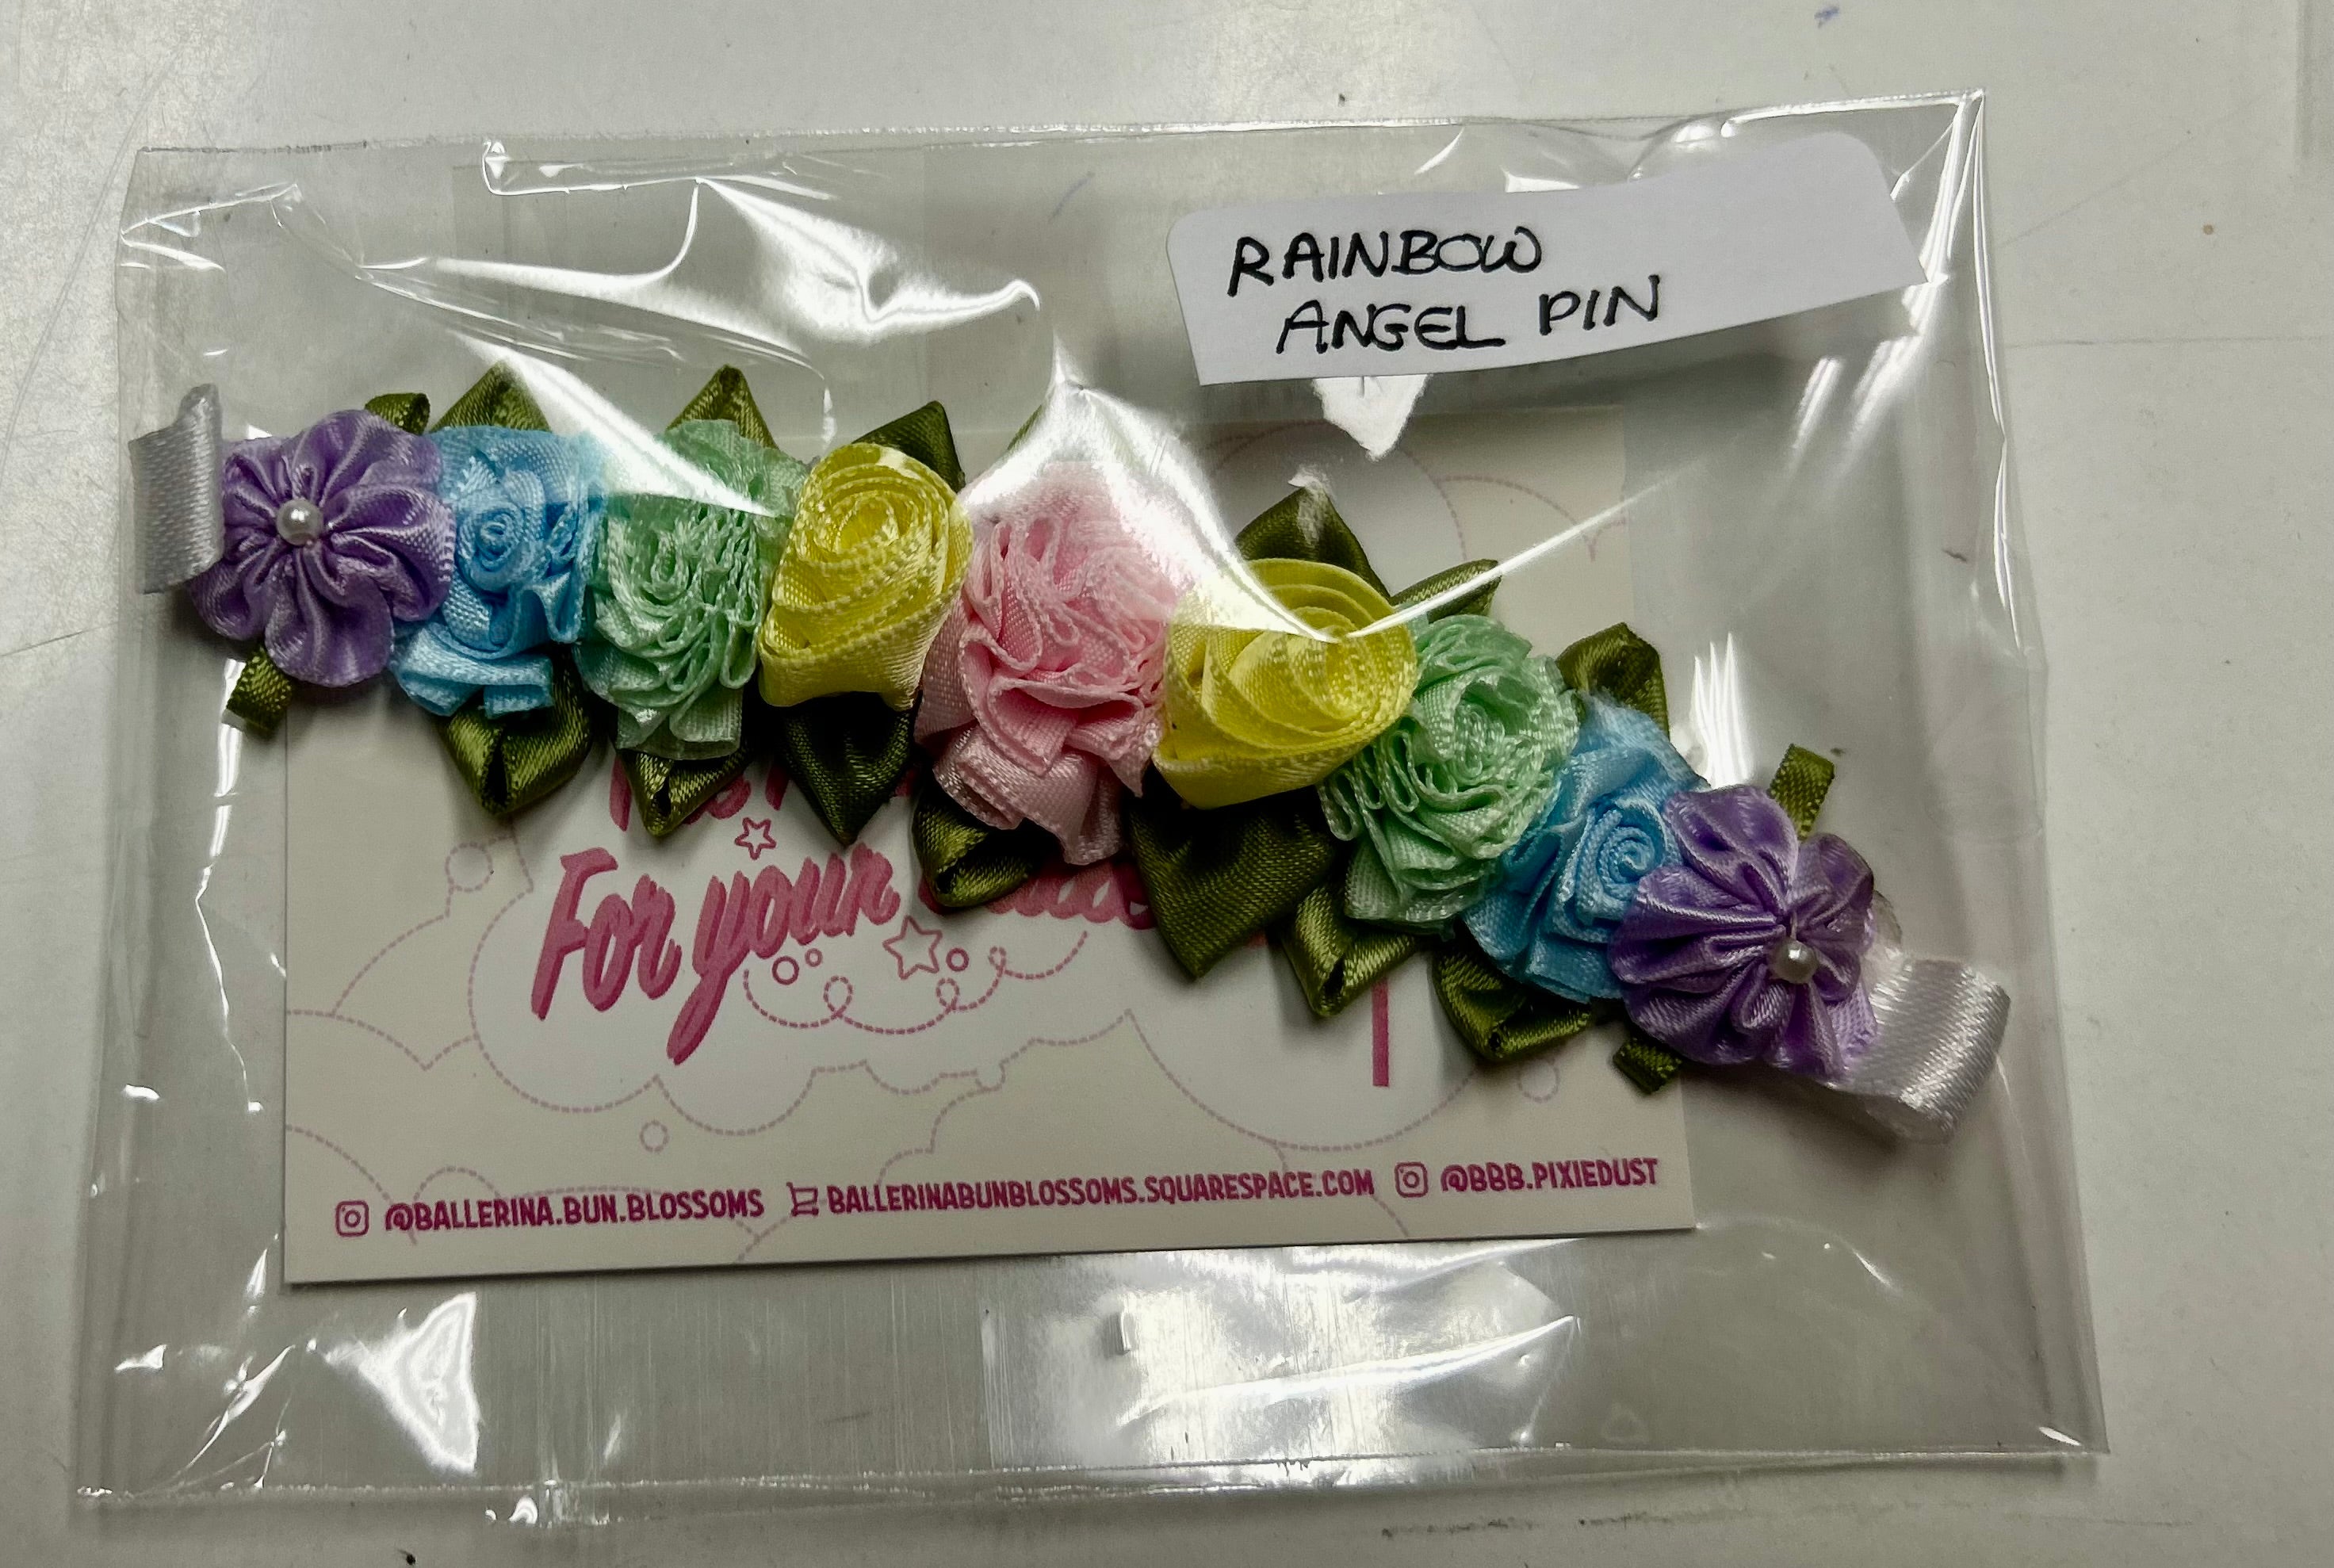 RAINBOW
ANGEL PIN
For your
@BALLERINA.BUN.BLOSSOMS BALLERINABUNBLOSSOMS.SQUARESPACE.COM @BBB.PIXIEDUST